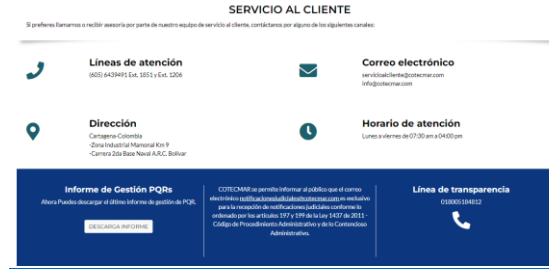 SERVICIO AL CLIENTE
Si prefieres llamarnos o recibir asesoría por parte de nuestro equipo de servicio al cliente, contáctanos por alguno de los siguientes canales:
Líneas de atención
(605) 6439491 Ext. 1851 y Ext. 1206
Correo electrónico
servicioalcliente@cotecmar.com
info@cotecmar.com
Dirección
Cartagena-Colombia
-Zona Industrial Mamonal Km 9
-Carrera 2da Base Naval A.R.C. Bolívar
Horario de atención
Lunes a viernes de 07:30 am a 04:00 pm
Informe de Gestión PQRs
Ahora Puedes descargar el último informe de gestión de PQR.
DESCARGA INFORME
COTECMAR se permite informar al público que el correo
electrónico notificacionesjudiciales@cotecmar.com es exclusivo
para la recepción de notificaciones judiciales conforme lo
ordenado por los artículos 197 y 199 de la Ley 1437 de 2011 -
Código de Procedimiento Administrativo y de lo Contencioso
Administrativo.
Línea de transparencia
018005184812